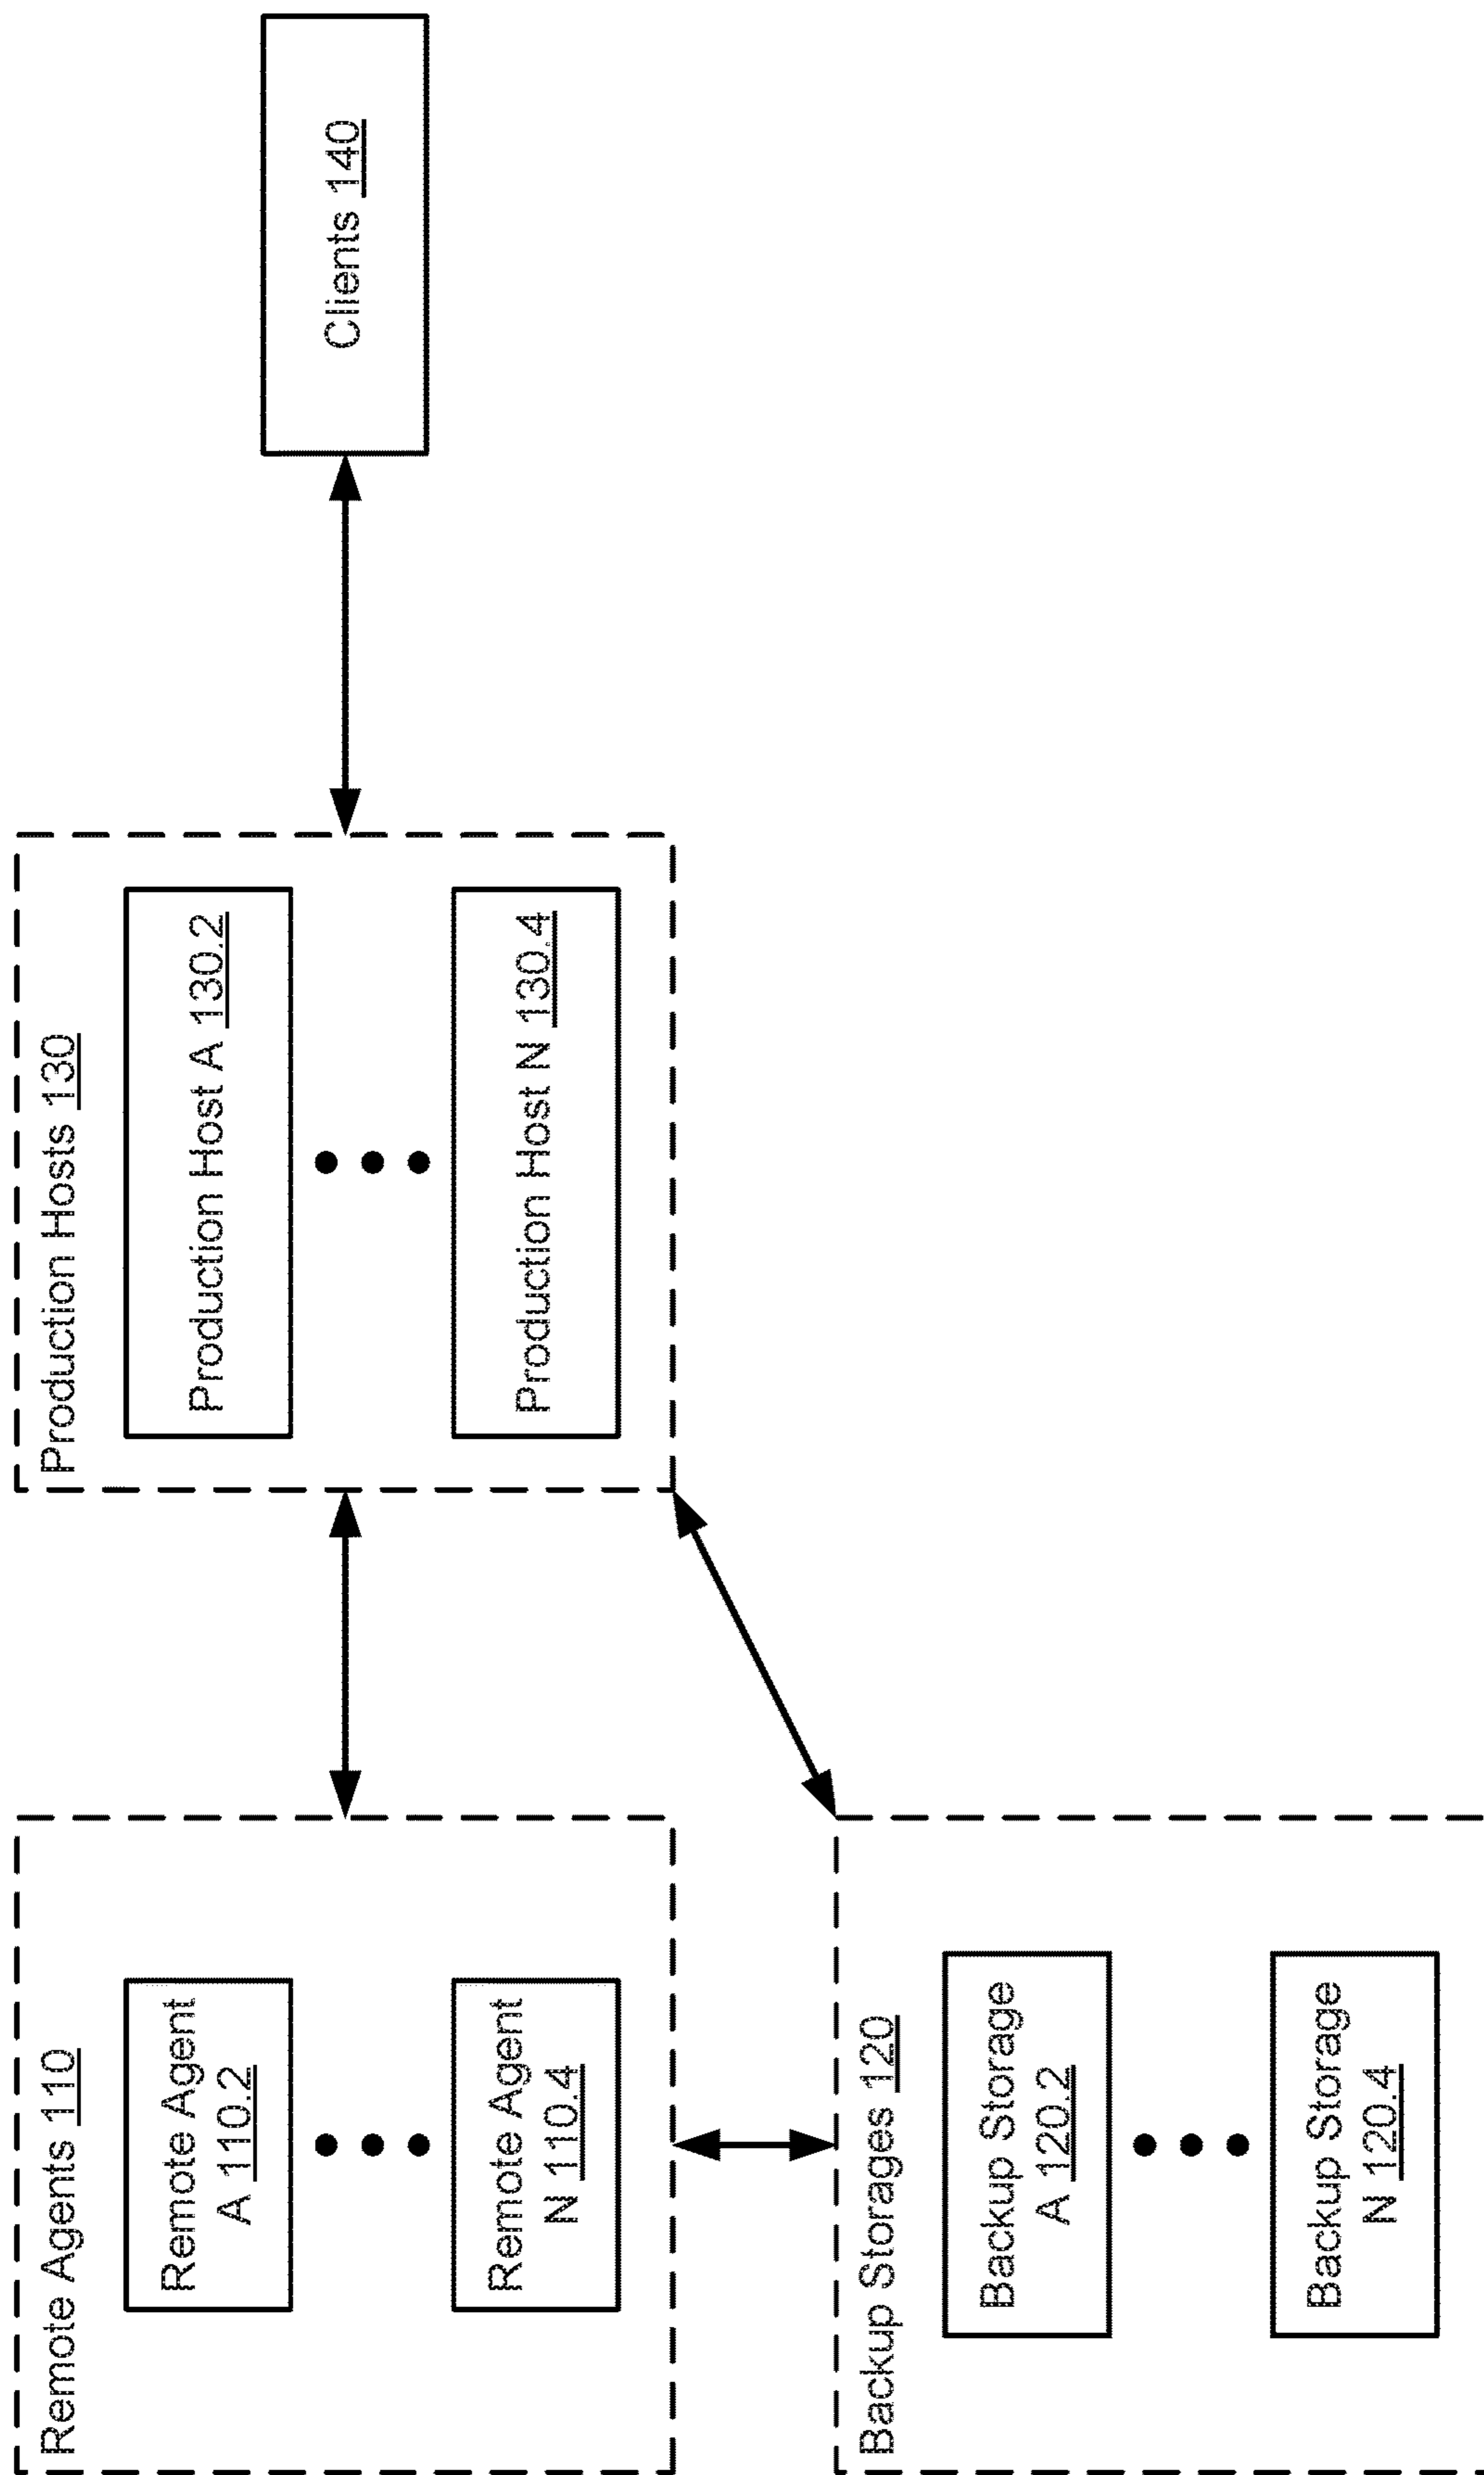 Remote Agents 110
Remote Agent
A 110.2
Remote Agent
N 110.4
Production Hosts 130
Production Host A 130.2
Production Host N 130.4
Clients 140
Backup Storages 120
Backup Storage
A 120.2
Backup Storage
N 120.4